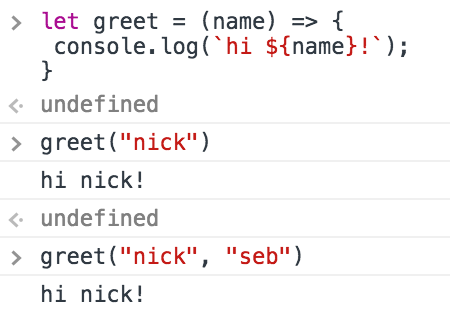 > let greet = (name) => {
console.log(`hi ${name}!`);
}
<· undefined
> greet("nick")
hi nick!
<· undefined
> greet("nick", "seb")
hi nick!